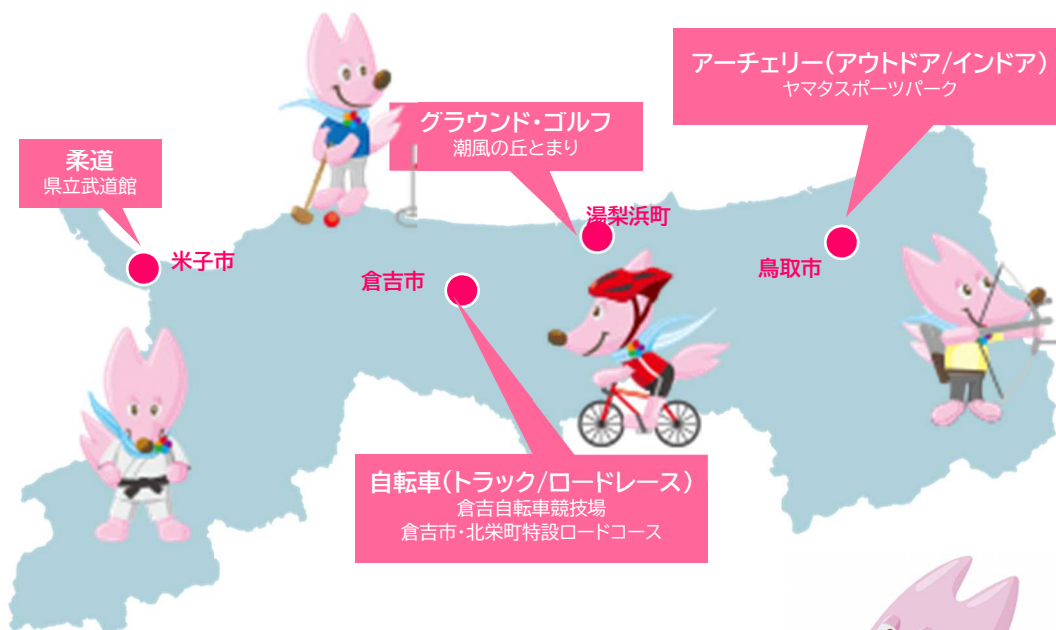 アーチェリー(アウトドア/インドア)
ヤマタスポーツパーク
グラウンド・ゴルフ
潮風の丘とまり
柔道
県立武道館
湯梨浜町
米子市
倉吉市
鳥取市
自転車(トラック/ロードレース)
倉吉自転車競技場
倉吉市・北栄町特設ロードコース